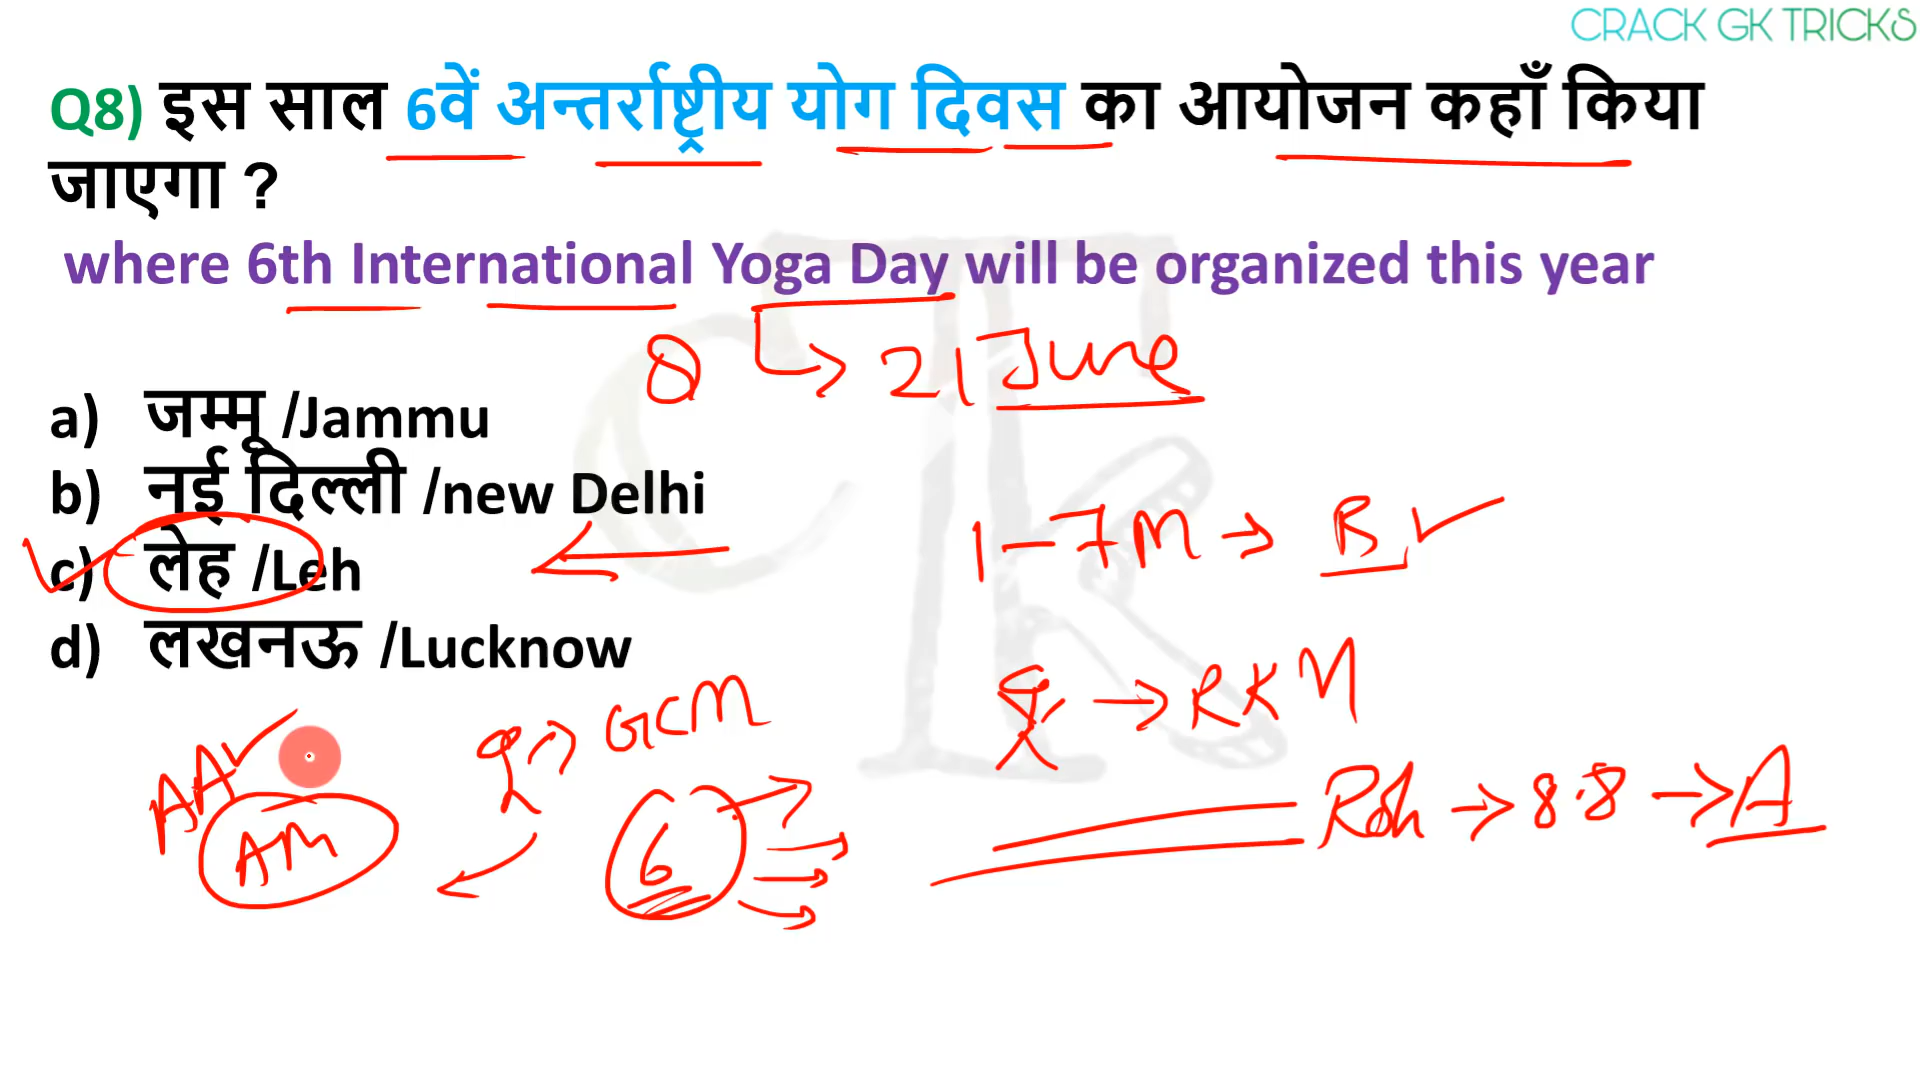 CRACK GK TRICKS
Q8) इस साल 6वें अन्तर्राष्ट्रीय योग दिवस का आयोजन कहाँ किया
जाएगा ?
where 6th International Yoga Day will be organized this year
8 → 21 June
a) जम्मू /Jammu
b) नई दिल्ली /new Delhi
c) लेह /Leh
d) लखनऊ /Lucknow
1-7M → B
→ RKM
GCM
AA
AM
6
→ 8.8 → A